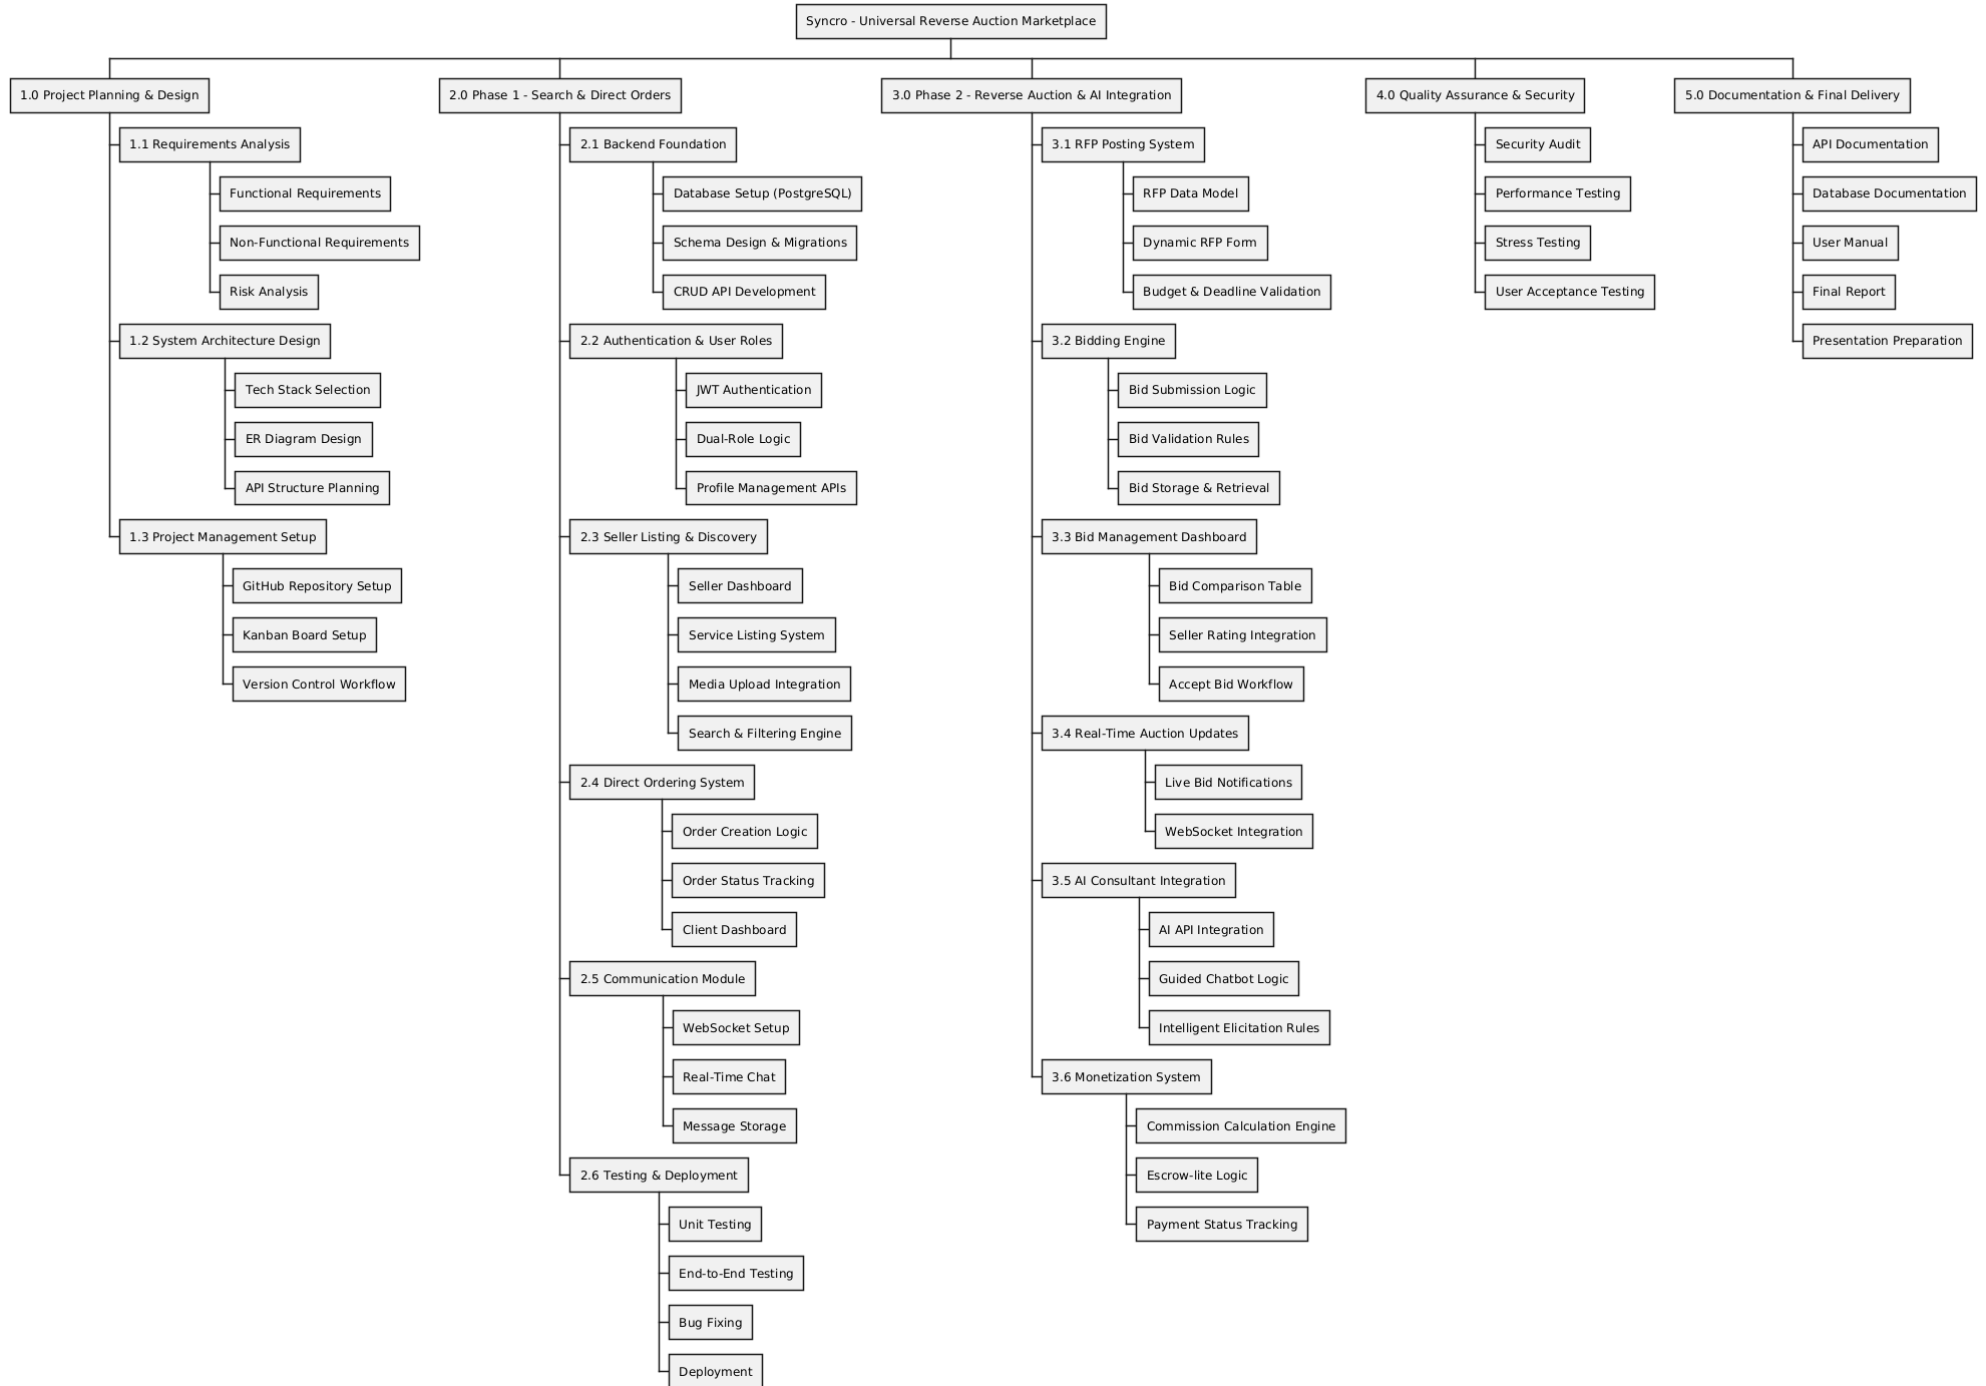 Syncro - Universal Reverse Auction Marketplace
1.0 Project Planning & Design
1.1 Requirements Analysis
Functional Requirements
Non-Functional Requirements
Risk Analysis
1.2 System Architecture Design
Tech Stack Selection
ER Diagram Design
API Structure Planning
1.3 Project Management Setup
GitHub Repository Setup
Kanban Board Setup
Version Control Workflow
2.0 Phase 1 - Search & Direct Orders
2.1 Backend Foundation
Database Setup (PostgreSQL)
Schema Design & Migrations
CRUD API Development
2.2 Authentication & User Roles
JWT Authentication
Dual-Role Logic
Profile Management APIs
2.3 Seller Listing & Discovery
Seller Dashboard
Service Listing System
Media Upload Integration
Search & Filtering Engine
2.4 Direct Ordering System
Order Creation Logic
Order Status Tracking
Client Dashboard
2.5 Communication Module
WebSocket Setup
Real-Time Chat
Message Storage
2.6 Testing & Deployment
Unit Testing
End-to-End Testing
Bug Fixing
Deployment
3.0 Phase 2 - Reverse Auction & AI Integration
3.1 RFP Posting System
RFP Data Model
Dynamic RFP Form
Budget & Deadline Validation
3.2 Bidding Engine
Bid Submission Logic
Bid Validation Rules
Bid Storage & Retrieval
3.3 Bid Management Dashboard
Bid Comparison Table
Seller Rating Integration
Accept Bid Workflow
3.4 Real-Time Auction Updates
Live Bid Notifications
WebSocket Integration
3.5 AI Consultant Integration
AI API Integration
Guided Chatbot Logic
Intelligent Elicitation Rules
3.6 Monetization System
Commission Calculation Engine
Escrow-lite Logic
Payment Status Tracking
4.0 Quality Assurance & Security
Security Audit
Performance Testing
Stress Testing
User Acceptance Testing
5.0 Documentation & Final Delivery
API Documentation
Database Documentation
User Manual
Final Report
Presentation Preparation